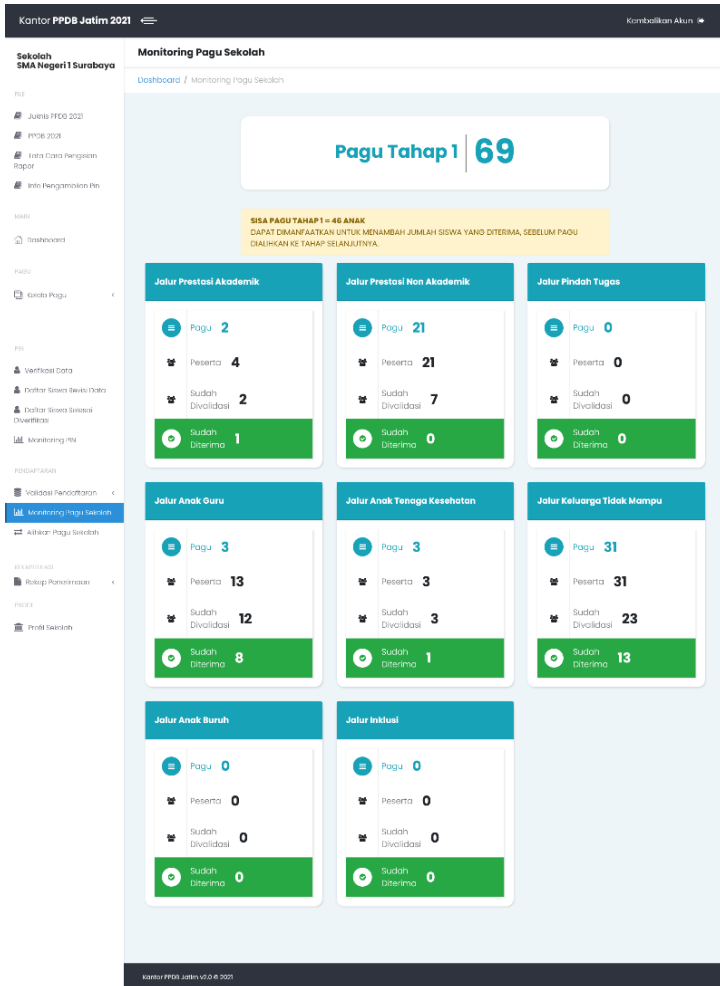 Kantor PPDB Jatim 2021
Kembalikan Akun
Sekolah
SMA Negeri 1 Surabaya
FILE
Juknis PPDB 2021
PPDB 2021
Tata Cara Pengisian
Rapor
Info Pengambilan Pin
MAIN
Dashboard
PAGU
Kelola Pagu
PIN
Verifikasi Data
Daftar Siswa Revisi Data
Daftar Siswa Selesai
Diverifikasi
Monitoring PIN
PENDAFTARAN
Validasi Pendaftaran
Monitoring Pagu Sekolah
Alihkan Pagu Sekolah
Rekap Penerimaan
PROFIL
Profil Sekolah
Monitoring Pagu Sekolah
Dashboard / Monitoring Pagu Sekolah
Pagu Tahap 1 69
SISA PAGU TAHAP 1 = 46 ANAK
DAPAT DIMANFAATKAN UNTUK MENAMBAH JUMLAH SISWA YANG DITERIMA, SEBELUM PAGU
DIALIHKAN KE TAHAP SELANJUTNYA.
Jalur Prestasi Akademik
Pagu 2
Peserta 4
Sudah
Divalidasi 2
Sudah
Diterima 1
Jalur Prestasi Non Akademik
Pagu 21
Peserta 21
Sudah
Divalidasi 7
Sudah
Diterima 0
Jalur Pindah Tugas
Pagu 0
Peserta 0
Sudah
Divalidasi 0
Sudah
Diterima 0
Jalur Anak Guru
Pagu 3
Peserta 13
Sudah
Divalidasi 12
Sudah
Diterima 8
Jalur Anak Tenaga Kesehatan
Pagu 3
Peserta 3
Sudah
Divalidasi 3
Sudah
Diterima 1
Jalur Keluarga Tidak Mampu
Pagu 31
Peserta 31
Sudah
Divalidasi 23
Sudah
Diterima 13
Jalur Anak Buruh
Pagu 0
Peserta 0
Sudah
Divalidasi 0
Sudah
Diterima 0
Jalur Inklusi
Pagu 0
Peserta 0
Sudah
Divalidasi 0
Sudah
Diterima 0
Kantor PPDB Jatim v2.0 © 2021